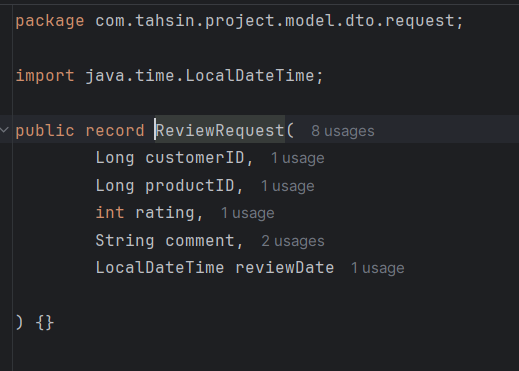 package com.tahsin.project.model.dto.request;
import java.time.LocalDateTime;
public record ReviewRequest( 8 usages
Long customerID, 1 usage
Long productID, 1 usage
int rating, 1 usage
String comment, 2 usages
LocalDateTime reviewDate 1 usage
) {}